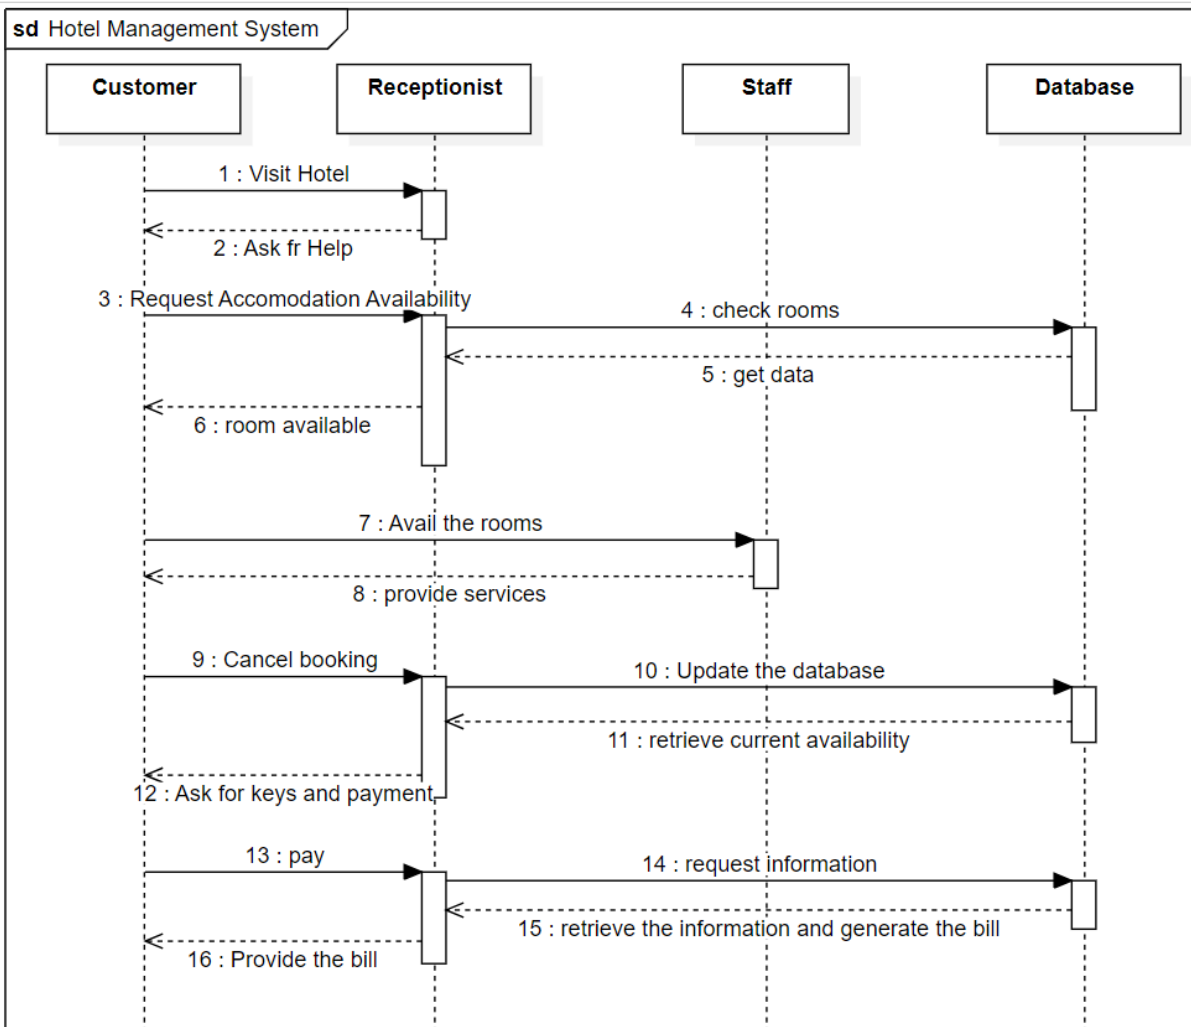 sd Hotel Management System
Customer
Receptionist
Staff
Database
1 : Visit Hotel
2 : Ask fr Help
3 : Request Accomodation Availability
4 : check rooms
5 : get data
6 : room available
7 : Avail the rooms
8 : provide services
9 : Cancel booking
10 : Update the database
11 : retrieve current availability
12 : Ask for keys and payment
13 : pay
14 : request information
15 : retrieve the information and generate the bill
16 : Provide the bill